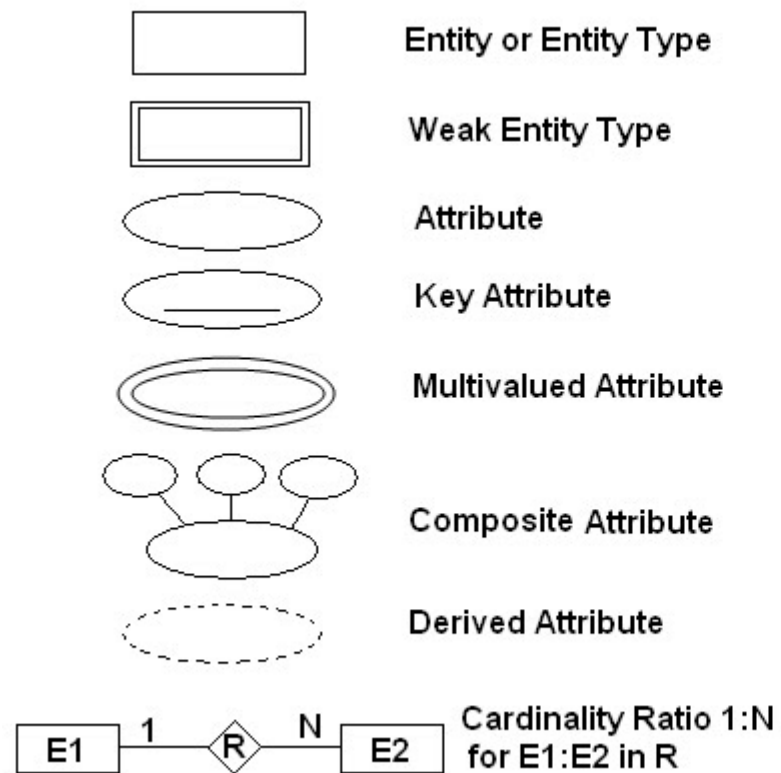 Entity or Entity Type
Weak Entity Type
Attribute
Key Attribute
Multivalued Attribute
Composite Attribute
Derived Attribute
E1 1 R N E2 Cardinality Ratio 1:N
for E1:E2 in R